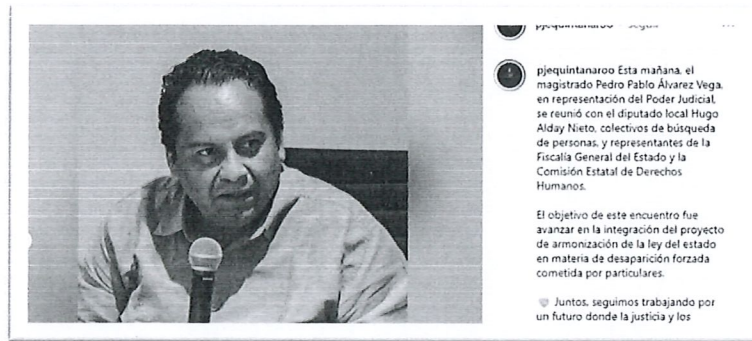 pjequintanaroo Esta mañana, el
magistrado Pedro Pablo Álvarez Vega,
en representación del Poder Judicial,
se reunió con el diputado local Hugo
Alday Nieto, colectivos de búsqueda
de personas, y representantes de la
Fiscalía General del Estado y la
Comisión Estatal de Derechos
Humanos.
El objetivo de este encuentro fue
avanzar en la integración del proyecto
de armonización de la ley del estado
en materia de desaparición forzada
cometida por particulares.
Juntos, seguimos trabajando por
un futuro donde la justicia y los